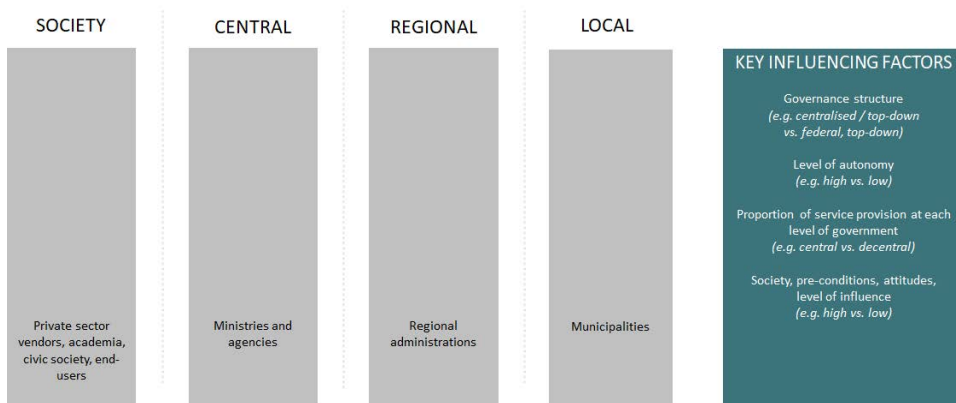 SOCIETY
CENTRAL
REGIONAL
LOCAL
KEY INFLUENCING FACTORS
Governance structure
(e.g. centralised / top-down
vs. federal, top-down)
Level of autonomy
(e.g. high vs. low)
Proportion of service provision at each
level of government
(e.g. central vs. decentral)
Society, pre-conditions, attitudes,
level of influence
(e.g. high vs. low)
Private sector
vendors, academia,
civic society, end-
users
Ministries and
agencies
Regional
administrations
Municipalities